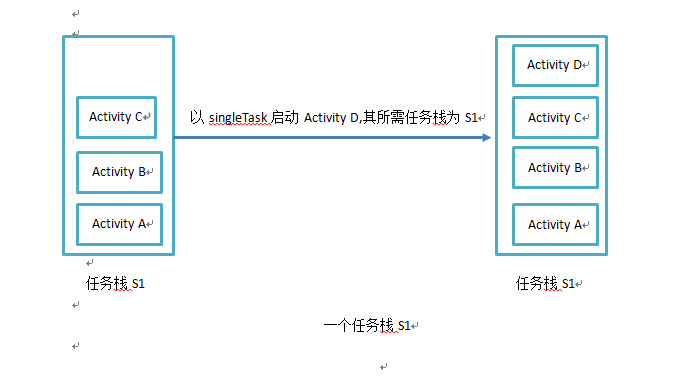 Activity C
Activity B
Activity A
任务栈 S1
以 singleTask 启动 Activity D,其所需任务栈为 S1
Activity D
Activity C
Activity B
Activity A
任务栈 S1
一个任务栈 S1